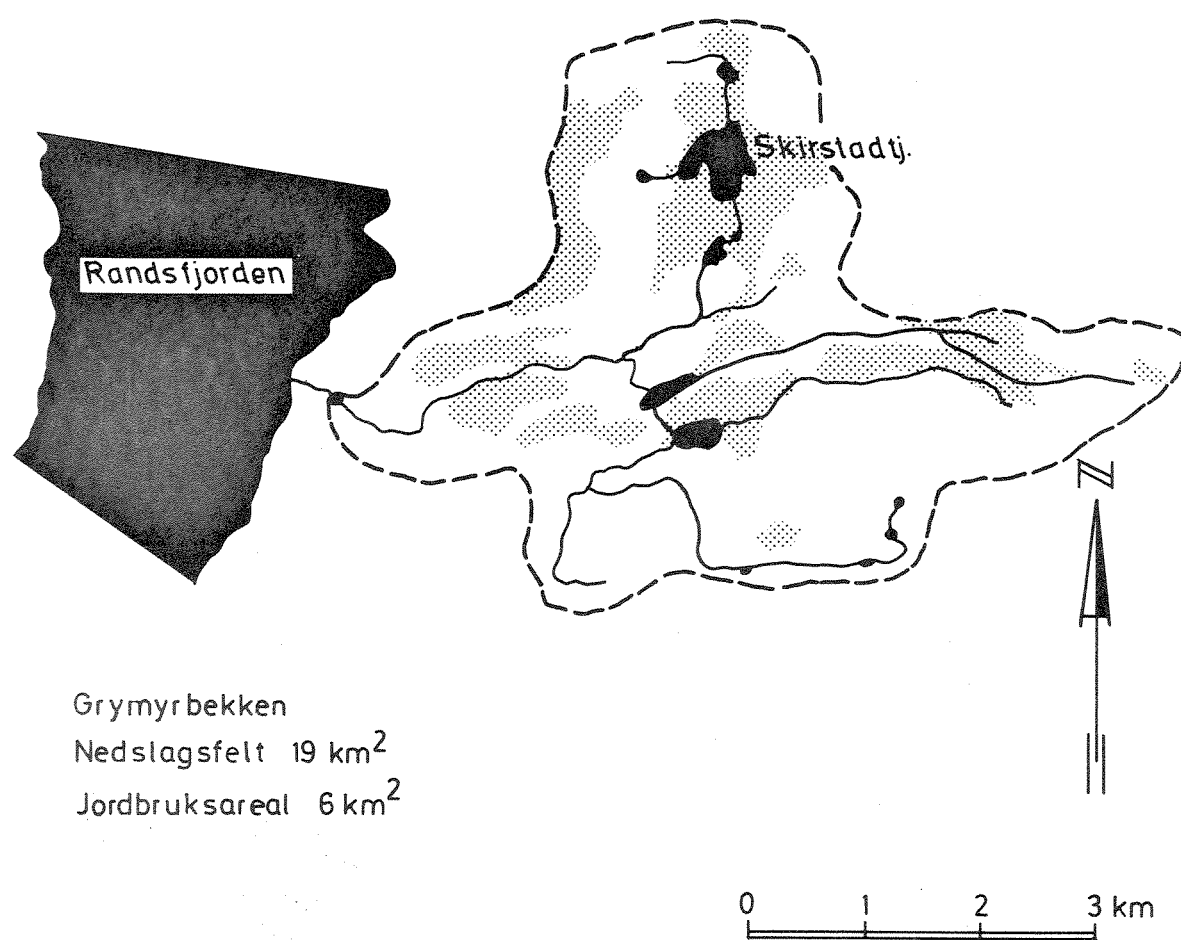 Skirstadtj.
Randsfjorden
N
Grymyrbekken
Nedslagsfelt 19 km²
Jordbruksareal 6 km²
0 1 2 3 km